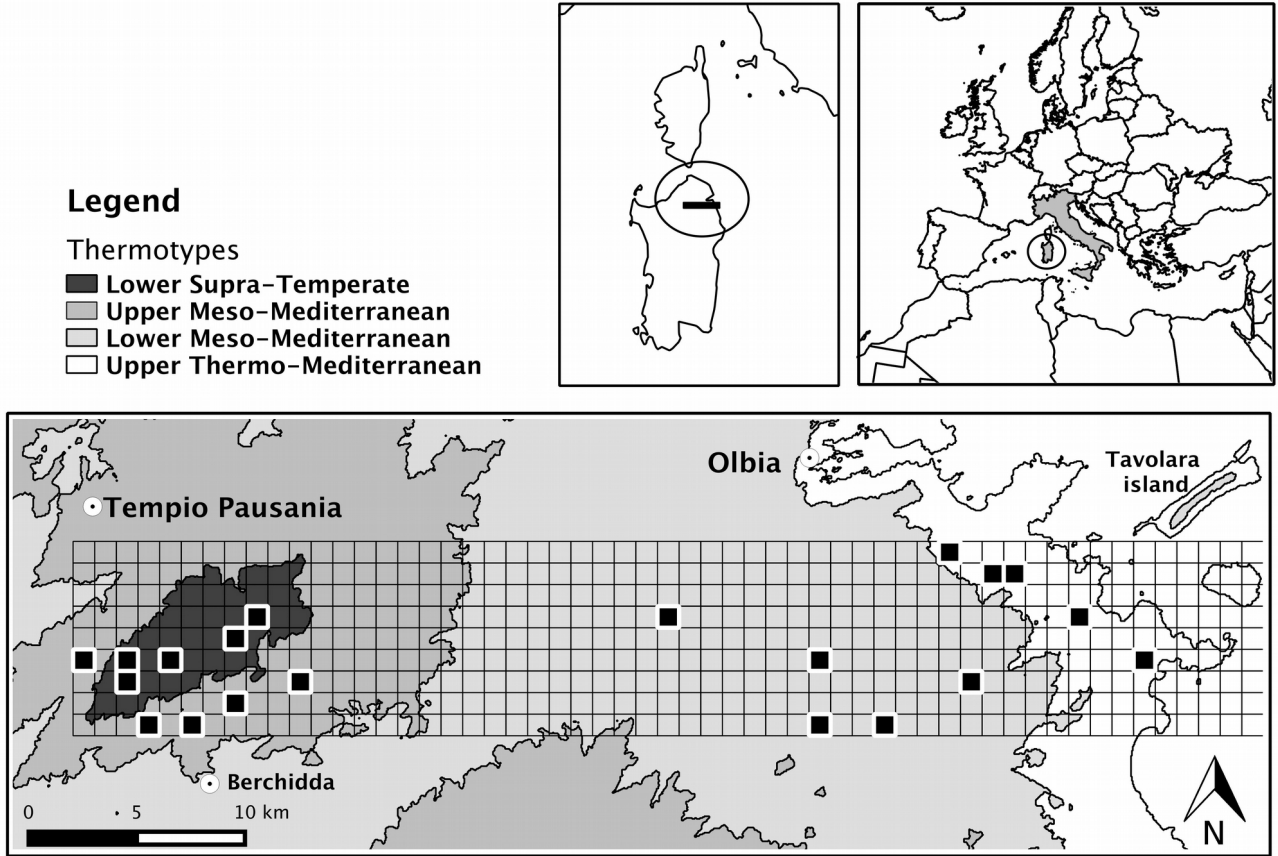 Legend
Thermotypes
Lower Supra-Temperate
Upper Meso-Mediterranean
Lower Meso-Mediterranean
Upper Thermo-Mediterranean
Olbia
Tavolara
island
Tempio Pausania
Berchidda
0 5 10 km
N